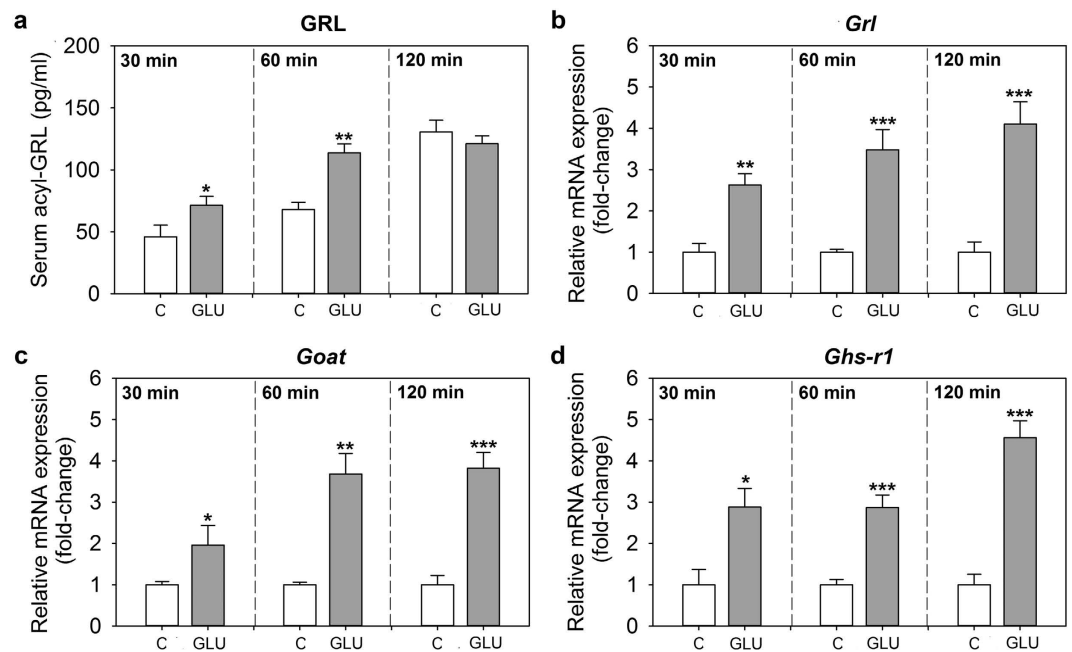 a GRL
Serum acyl-GRL (pg/ml)
200
150
100
50
0
30 min 60 min 120 min
*
**
C GLU C GLU C GLU
b Grl
Relative mRNA expression
(fold-change)
6
5
4
3
2
1
0
30 min 60 min 120 min
**
***
***
C GLU C GLU C GLU
c Goat
Relative mRNA expression
(fold-change)
6
5
4
3
2
1
0
30 min 60 min 120 min
*
**
***
C GLU C GLU C GLU
d Ghs-r1
Relative mRNA expression
(fold-change)
6
5
4
3
2
1
0
30 min 60 min 120 min
*
***
***
C GLU C GLU C GLU